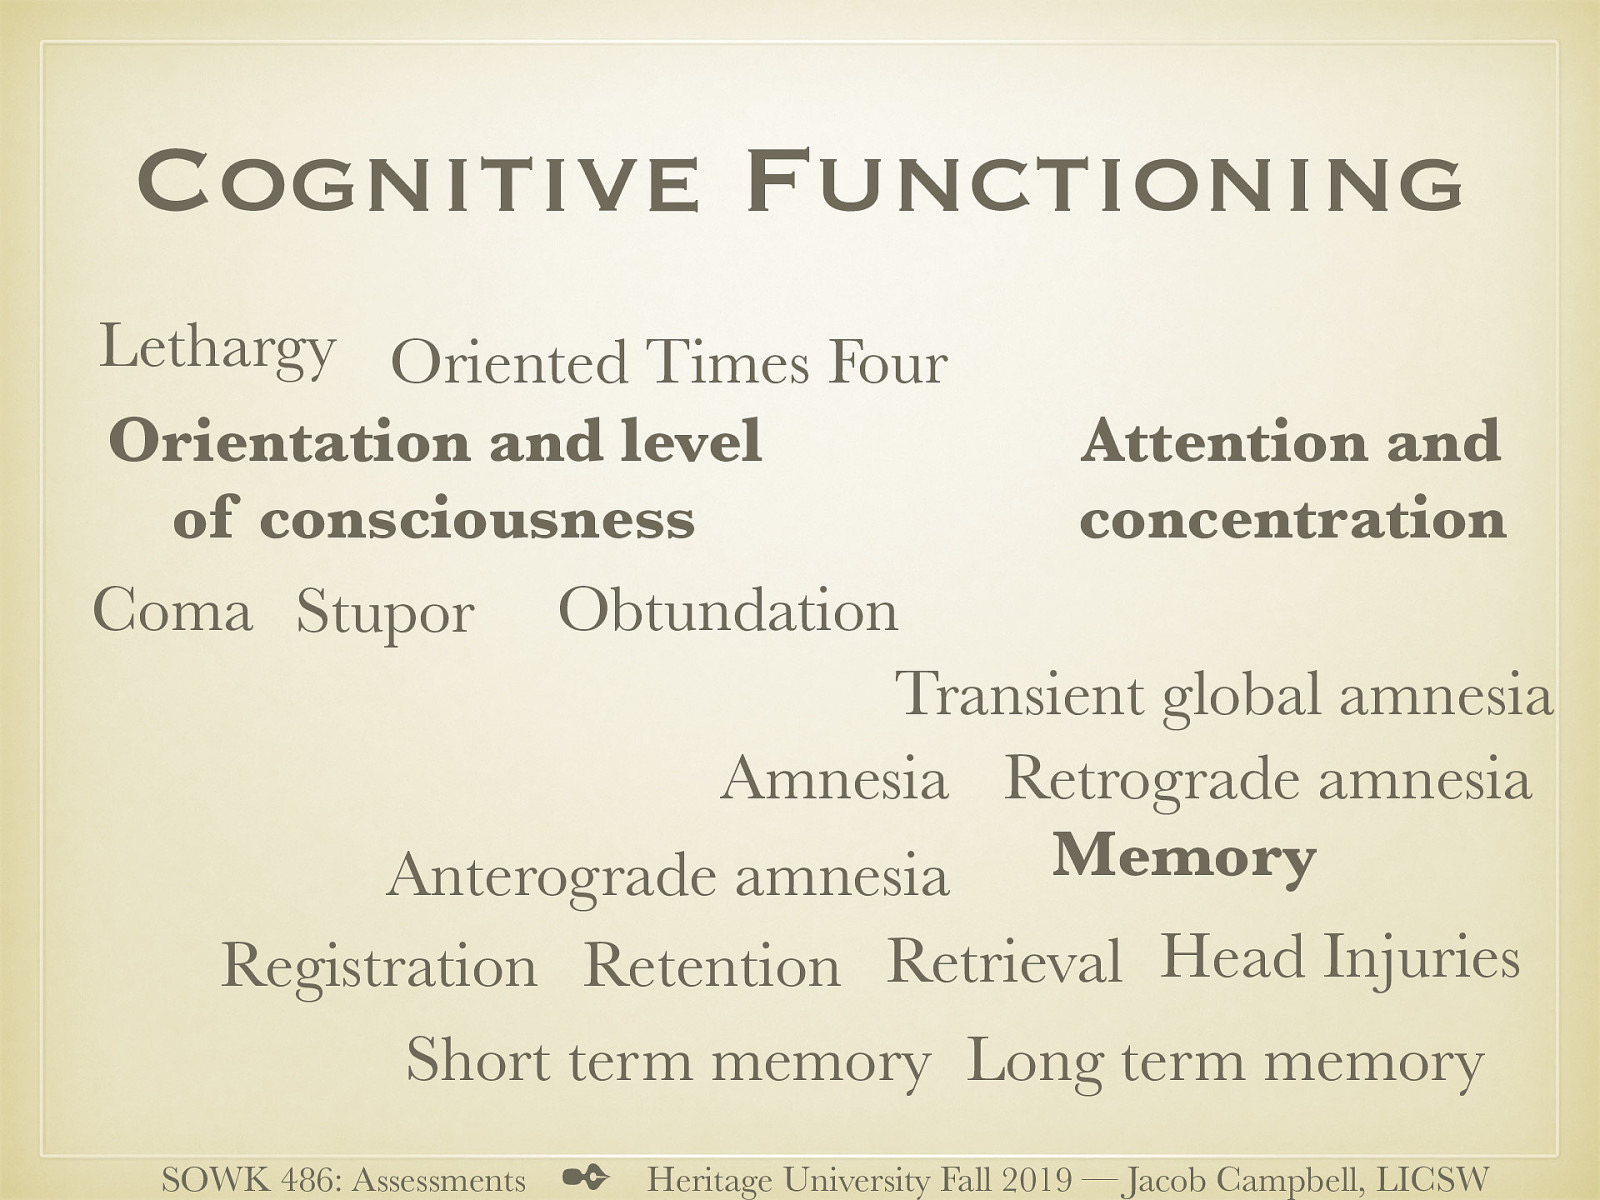 Cognitive Functioning
Lethargy
Oriented Times Four
Orientation and level
of consciousness
Attention and
concentration
Coma
Stupor
Obtundation
Transient global amnesia
Amnesia
Retrograde amnesia
Memory
Anterograde amnesia
Registration
Retention
Retrieval
Head Injuries
Short term memory
Long term memory
SOWK 486: Assessments ✒ Heritage University Fall 2019 — Jacob Campbell, LICSW